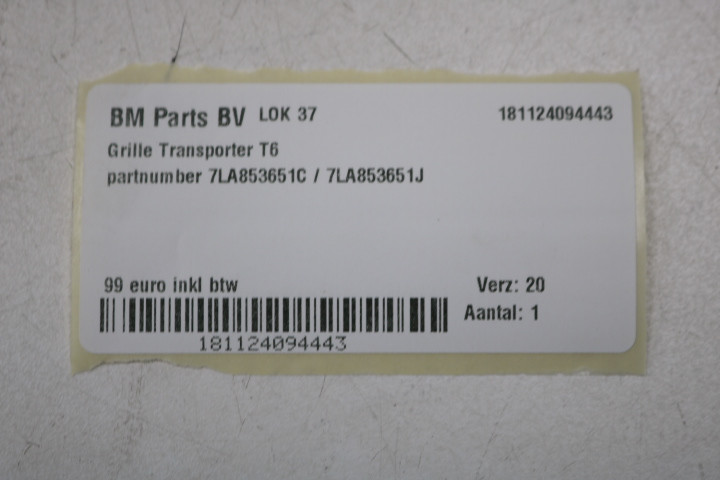 BM Parts BV LOK 37 181124094443
Grille Transporter T6
partnumber 7LA853651C / 7LA853651J
99 euro inkl btw Verz: 20
Aantal: 1
181124094443